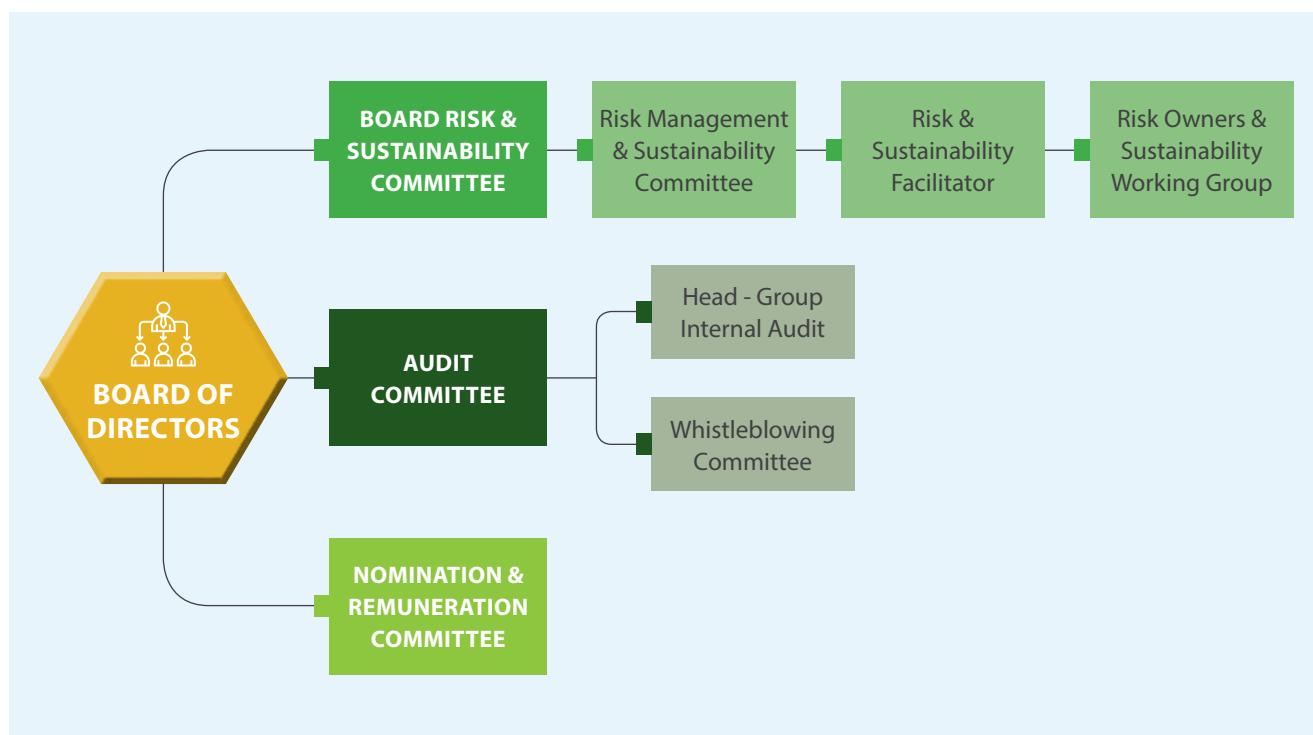 BOARD RISK &
SUSTAINABILITY
COMMITTEE
Risk Management
& Sustainability
Committee
Risk &
Sustainability
Facilitator
Risk Owners &
Sustainability
Working Group
BOARD OF
DIRECTORS
AUDIT
COMMITTEE
Head - Group
Internal Audit
Whistleblowing
Committee
NOMINATION &
REMUNERATION
COMMITTEE